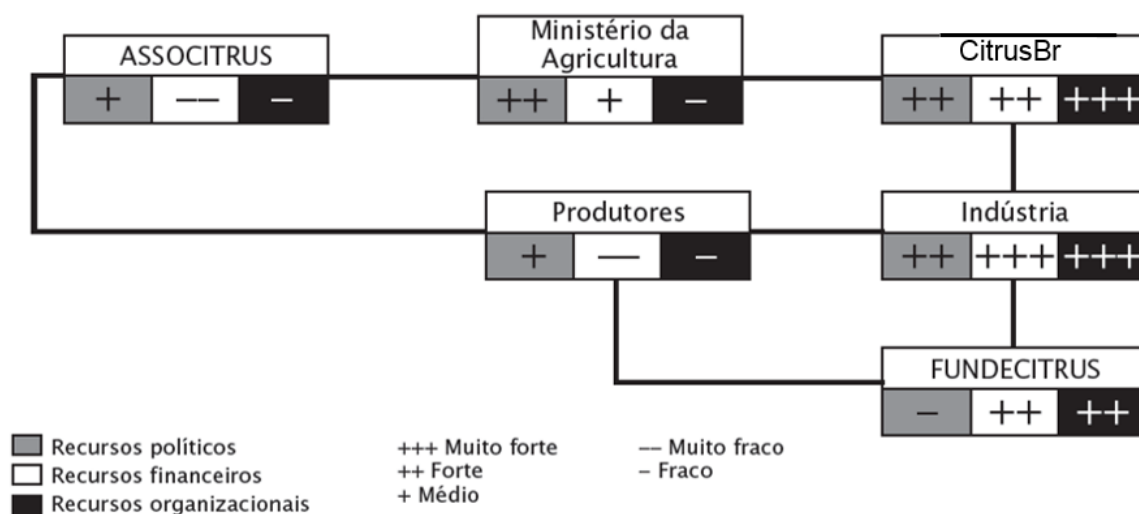 ASSOCITRUS
+ -- -
Ministério da
Agricultura
++ + -
CitrusBr
++ ++ +++
Produtores
+ — -
Indústria
++ +++ +++
FUNDECITRUS
– ++ ++
Recursos políticos
Recursos financeiros
Recursos organizacionais
+++ Muito forte
++ Forte
+ Médio
-- Muito fraco
– Fraco